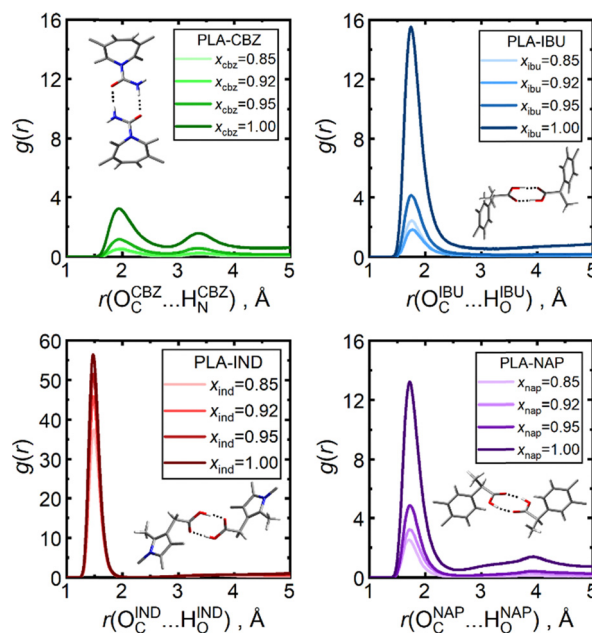 PLA-CBZ
x_cbz=0.85
x_cbz=0.92
x_cbz=0.95
x_cbz=1.00
16
12
8
4
0
g(r)
1 2 3 4 5
r(O_C^CBZ...H_N^CBZ) , Å
PLA-IBU
x_ibu=0.85
x_ibu=0.92
x_ibu=0.95
x_ibu=1.00
16
12
8
4
0
g(r)
1 2 3 4 5
r(O_C^IBU...H_O^IBU) , Å
PLA-IND
x_ind=0.85
x_ind=0.92
x_ind=0.95
x_ind=1.00
60
50
40
30
20
10
0
g(r)
1 2 3 4 5
r(O_C^IND...H_O^IND) , Å
PLA-NAP
x_nap=0.85
x_nap=0.92
x_nap=0.95
x_nap=1.00
16
12
8
4
0
g(r)
1 2 3 4 5
r(O_C^NAP...H_O^NAP) , Å